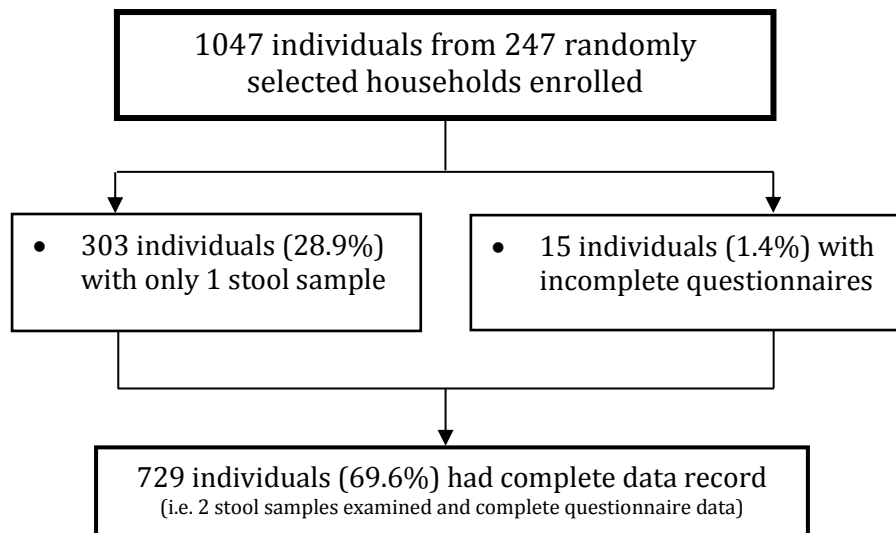 1047 individuals from 247 randomly
selected households enrolled
• 303 individuals (28.9%)
with only 1 stool sample
• 15 individuals (1.4%) with
incomplete questionnaires
729 individuals (69.6%) had complete data record
(i.e. 2 stool samples examined and complete questionnaire data)